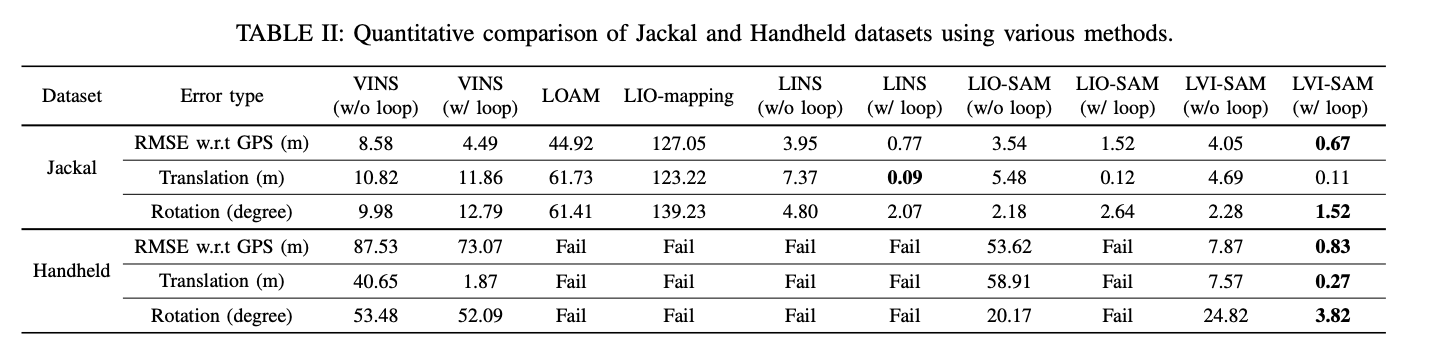 TABLE II: Quantitative comparison of Jackal and Handheld datasets using various methods.
Dataset Error type VINS (w/o loop) VINS (w/ loop) LOAM LIO-mapping LINS (w/o loop) LINS (w/ loop) LIO-SAM (w/o loop) LIO-SAM (w/ loop) LVI-SAM (w/o loop) LVI-SAM (w/ loop)
Jackal RMSE w.r.t GPS (m) 8.58 4.49 44.92 127.05 3.95 0.77 3.54 1.52 4.05 0.67
Translation (m) 10.82 11.86 61.73 123.22 7.37 0.09 5.48 0.12 4.69 0.11
Rotation (degree) 9.98 12.79 61.41 139.23 4.80 2.07 2.18 2.64 2.28 1.52
Handheld RMSE w.r.t GPS (m) 87.53 73.07 Fail Fail Fail Fail 53.62 Fail 7.87 0.83
Translation (m) 40.65 1.87 Fail Fail Fail Fail 58.91 Fail 7.57 0.27
Rotation (degree) 53.48 52.09 Fail Fail Fail Fail 20.17 Fail 24.82 3.82